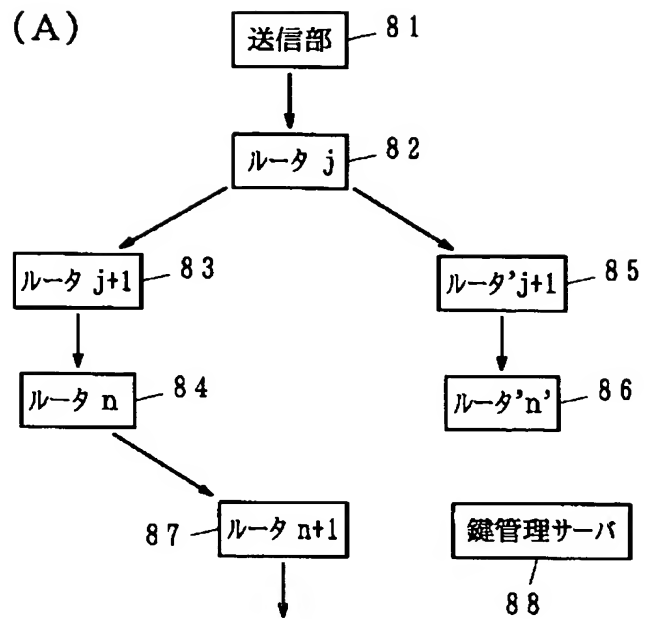 (A)
送信部
81
ルータ j
82
ルータ j+1
83
ルータ'j+1
85
ルータ n
84
ルータ'n'
86
87
ルータ n+1
鍵管理サーバ
88